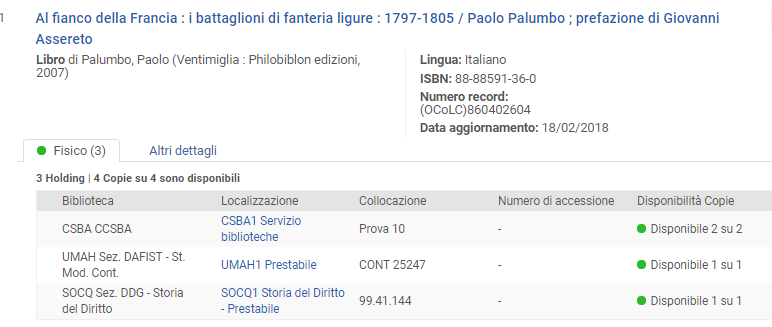 1
Al fianco della Francia : i battaglioni di fanteria ligure : 1797-1805 / Paolo Palumbo ; prefazione di Giovanni
Assereto
Libro di Palumbo, Paolo (Ventimiglia : Philobiblon edizioni,
2007)
Lingua: Italiano
ISBN: 88-88591-36-0
Numero record:
(OCoLC)860402604
Data aggiornamento: 18/02/2018
Fisico (3) Altri dettagli
3 Holding | 4 Copie su 4 sono disponibili
Biblioteca Localizzazione Collocazione Numero di accessione Disponibilità Copie
CSBA CCSBA
CSBA1 Servizio
biblioteche
Prova 10 - Disponibile 2 su 2
UMAH Sez. DAFIST - St.
Mod. Cont.
UMAH1 Prestabile CONT 25247 - Disponibile 1 su 1
SOCQ Sez. DDG - Storia
del Diritto
SOCQ1 Storia del Diritto
- Prestabile
99.41.144 - Disponibile 1 su 1